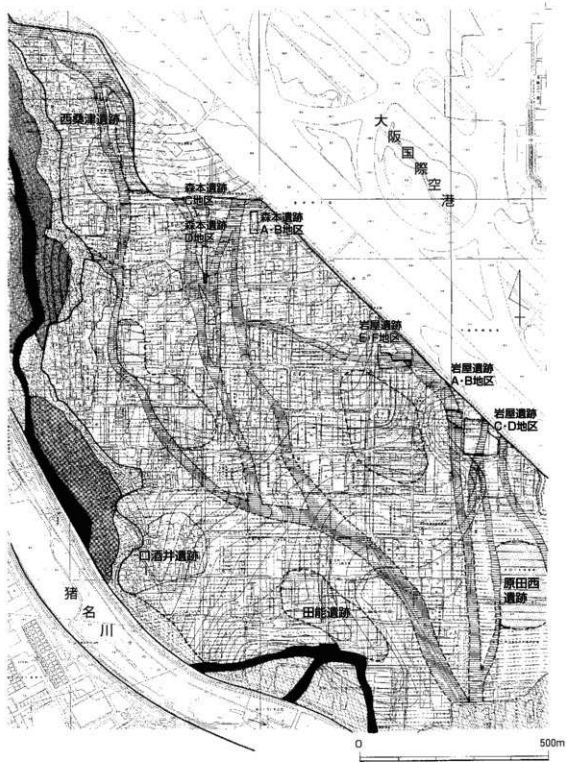 大阪国際空港
西桑津遺跡
森本遺跡
C地区
森本遺跡
A・B地区
森本遺跡
D地区
岩屋遺跡
E・F地区
岩屋遺跡
A・B地区
岩屋遺跡
C・D地区
口酒井遺跡
田能遺跡
原田西
遺跡
猪名川
0
500m